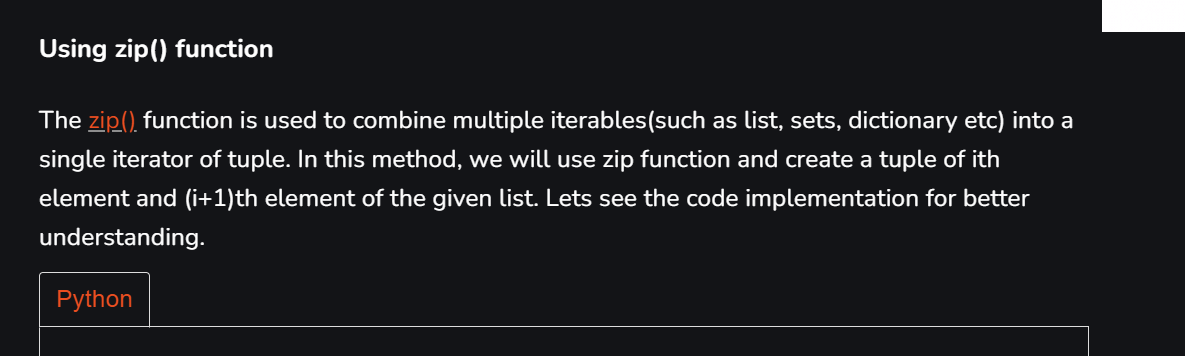 Using zip() function
The zip() function is used to combine multiple iterables(such as list, sets, dictionary etc) into a
single iterator of tuple. In this method, we will use zip function and create a tuple of ith
element and (i+1)th element of the given list. Lets see the code implementation for better
understanding.
Python